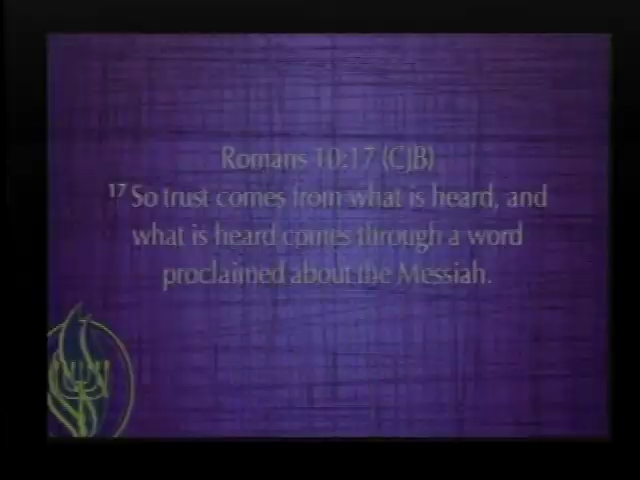 Romans 10:17 (CJB)
17 So trust comes from what is heard, and
what is heard comes through a word
proclaimed about the Messiah.